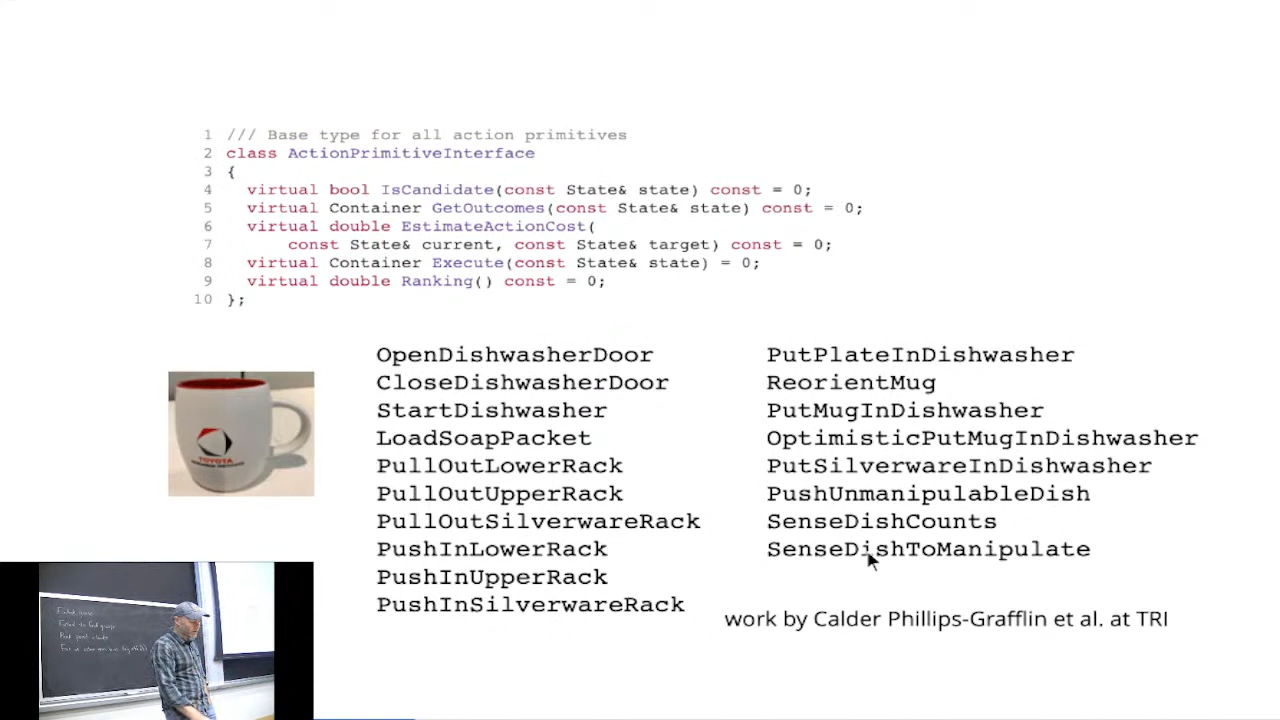 1 /// Base type for all action primitives
2 class ActionPrimitiveInterface
3 {
4 virtual bool IsCandidate(const State& state) const = 0;
5 virtual Container GetOutcomes(const State& state) const = 0;
6 virtual double EstimateActionCost(
7 const State& current, const State& target) const = 0;
8 virtual Container Execute(const State& state) = 0;
9 virtual double Ranking() const = 0;
10 };
OpenDishwasherDoor
CloseDishwasherDoor
StartDishwasher
LoadSoapPacket
PullOutLowerRack
PullOutUpperRack
PullOutSilverwareRack
PushInLowerRack
PushInUpperRack
PushInSilverwareRack
PutPlateInDishwasher
ReorientMug
PutMugInDishwasher
OptimisticPutMugInDishwasher
PutSilverwareInDishwasher
PushUnmanipulableDish
SenseDishCounts
SenseDishToManipulate
TOYOTA
work by Calder Phillips-Grafflin et al. at TRI